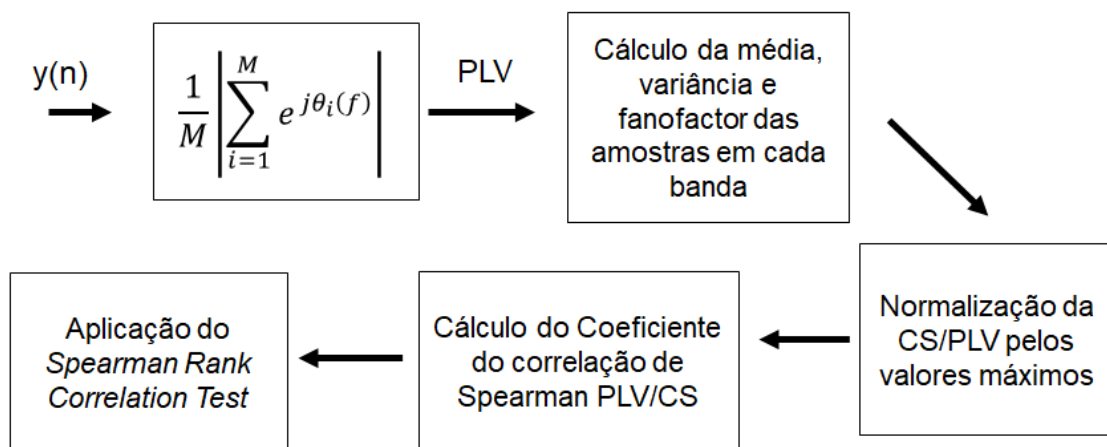 y(n)
1/M |∑_{i=1}^{M} e^{jθ_i(f)}|
PLV
Cálculo da média,
variância e
fanofactor das
amostras em cada
banda
Normalização da
CS/PLV pelos
valores máximos
Cálculo do Coeficiente
do correlação de
Spearman PLV/CS
Aplicação do
Spearman Rank
Correlation Test